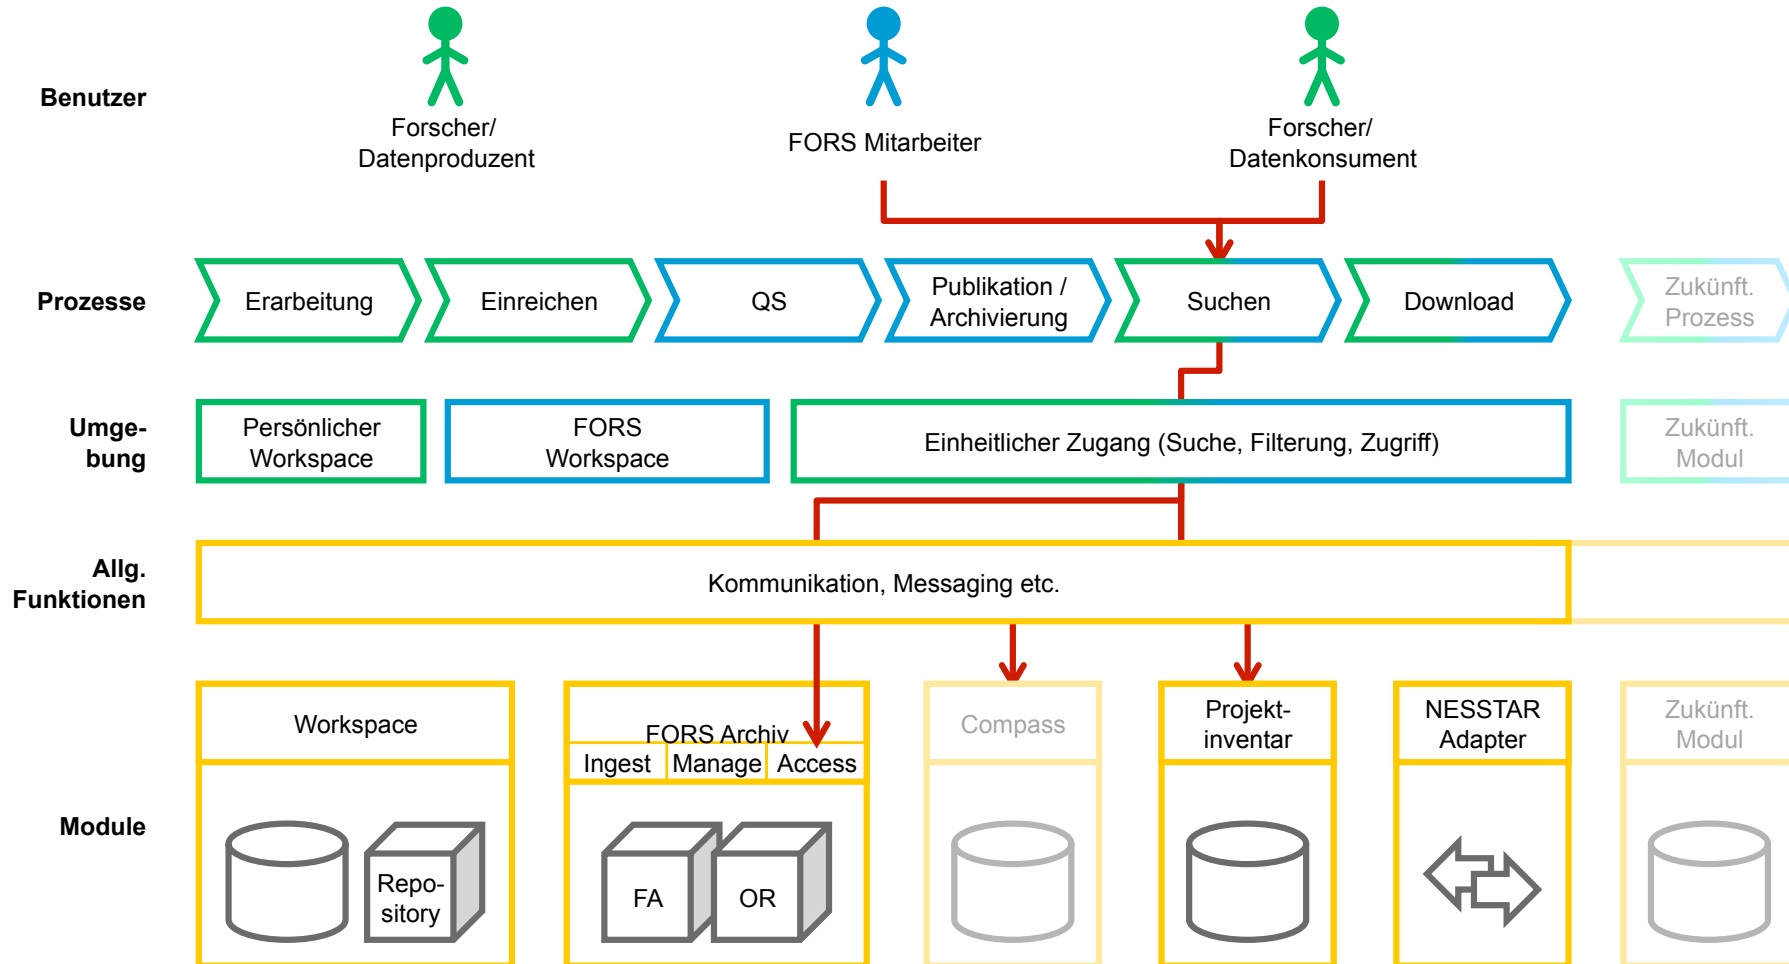 Benutzer
Forscher/
Datenproduzent
FORS Mitarbeiter
Forscher/
Datenkonsument
Prozesse
Erarbeitung
Einreichen
QS
Publikation /
Archivierung
Suchen
Download
Zukünft.
Prozess
Umge-
bung
Persönlicher
Workspace
FORS
Workspace
Einheitlicher Zugang (Suche, Filterung, Zugriff)
Zukünft.
Modul
Allg.
Funktionen
Kommunikation, Messaging etc.
Module
Workspace
Repo-
sitory
FORS Archiv
Ingest
Manage
Access
FA
OR
Compass
Projekt-
inventar
NESSTAR
Adapter
Zukünft.
Modul